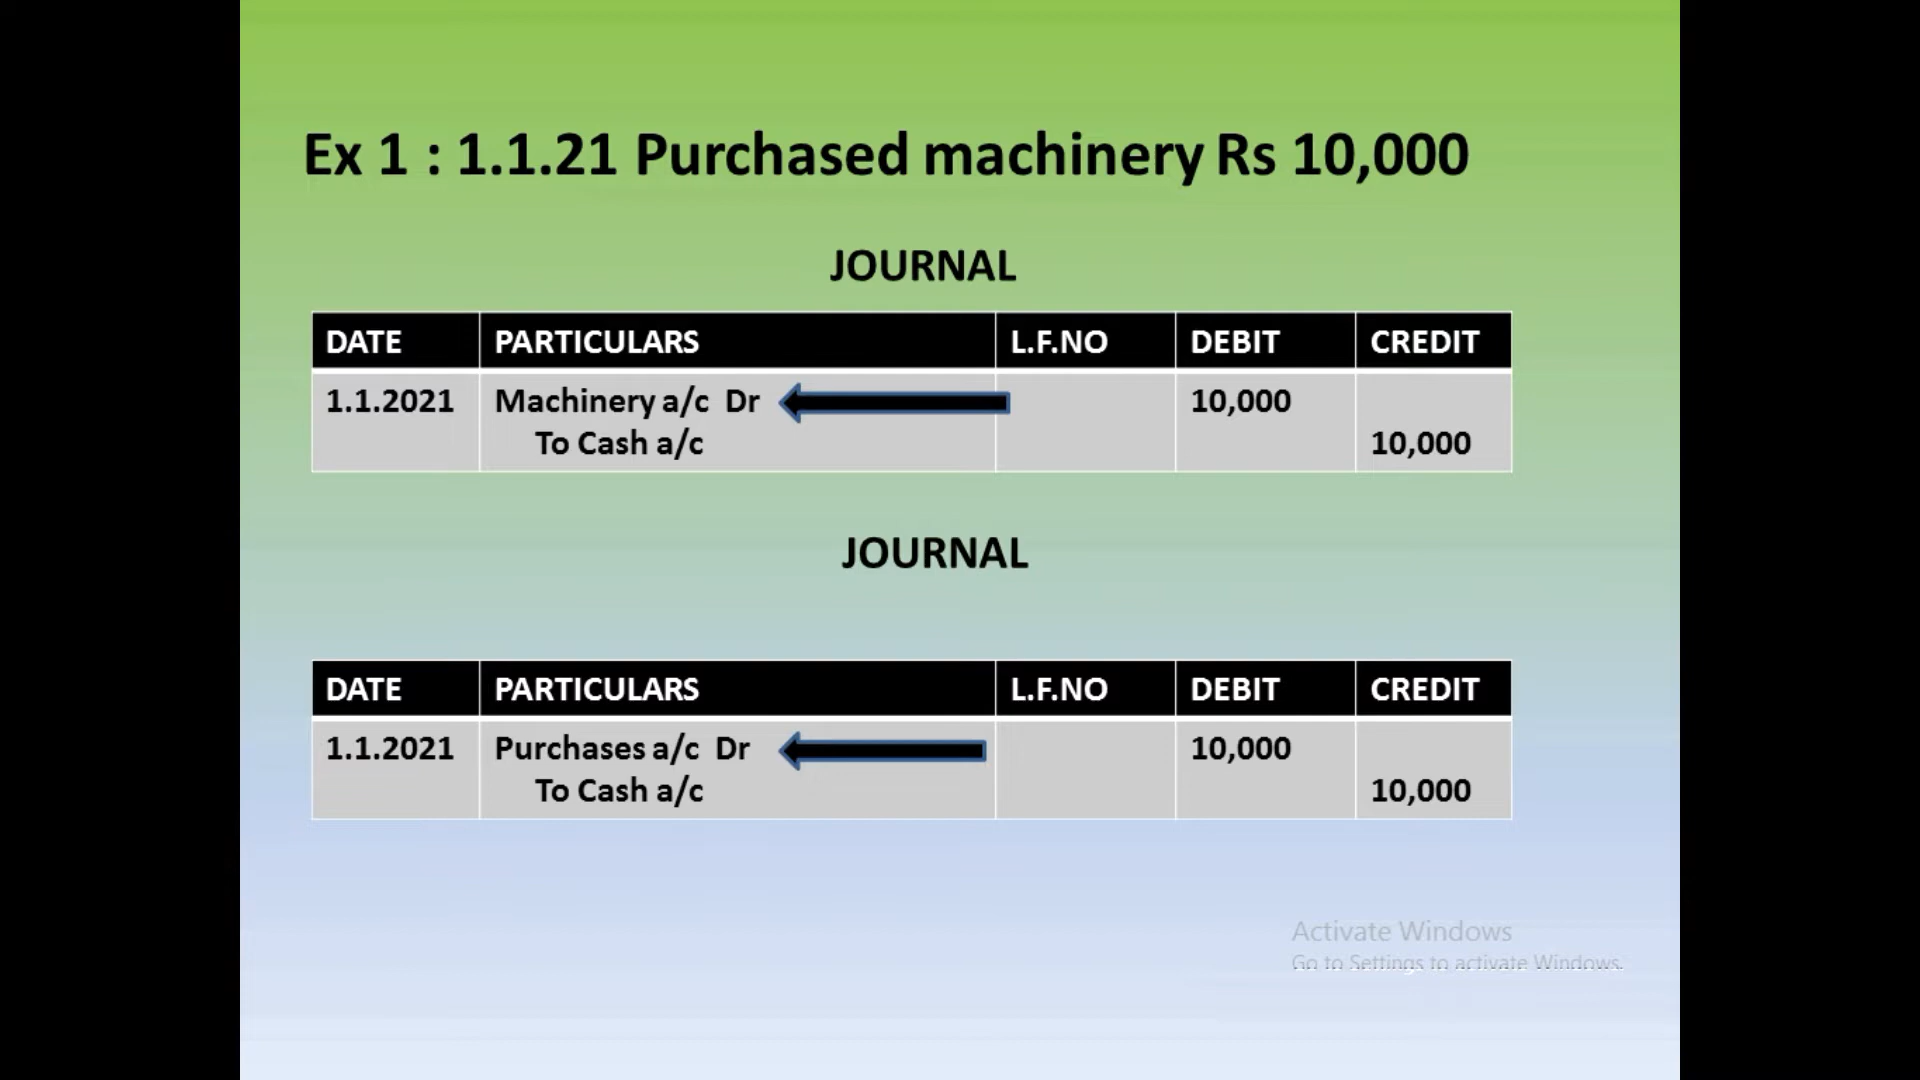 Ex 1 : 1.1.21 Purchased machinery Rs 10,000
JOURNAL
DATE PARTICULARS L.F.NO DEBIT CREDIT
1.1.2021 Machinery a/c Dr 10,000
To Cash a/c 10,000
JOURNAL
DATE PARTICULARS L.F.NO DEBIT CREDIT
1.1.2021 Purchases a/c Dr 10,000
To Cash a/c 10,000
Activate Windows
Go to Settings to activate Windows.